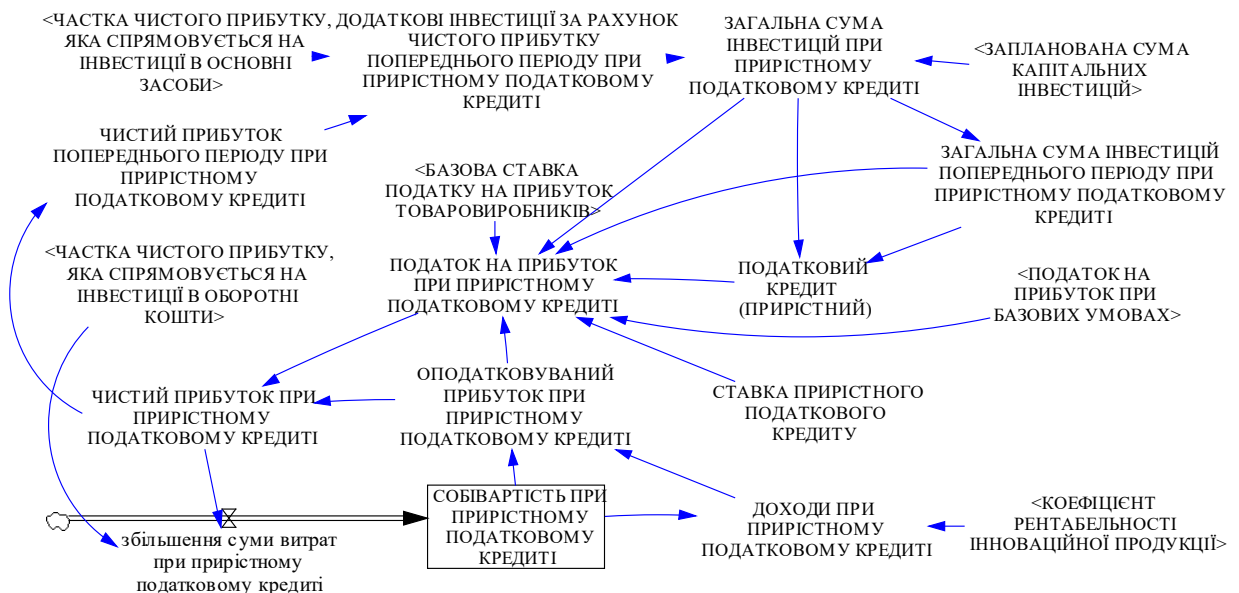 <ЧАСТКА ЧИСТОГО ПРИБУТКУ,
ЯКА СПРЯМОВУЄТЬСЯ НА
ІНВЕСТИЦІЇ В ОСНОВНІ
ЗАСОБИ>
ДОДАТКОВІ ІНВЕСТИЦІЇ ЗА РАХУНОК
ЧИСТОГО ПРИБУТКУ
ПОПЕРЕДНЬОГО ПЕРІОДУ ПРИ
ПРИРІСТНОМУ ПОДАТКОВОМУ
КРЕДИТІ
ЗАГАЛЬНА СУМА
ІНВЕСТИЦІЙ ПРИ
ПРИРІСТНОМУ
ПОДАТКОВОМУ КРЕДИТІ
<ЗАПЛАНОВАНА СУМА
КАПІТАЛЬНИХ
ІНВЕСТИЦІЙ>
ЧИСТИЙ ПРИБУТОК
ПОПЕРЕДНЬОГО ПЕРІОДУ ПРИ
ПРИРІСТНОМУ
ПОДАТКОВОМУ КРЕДИТІ
<БАЗОВА СТАВКА
ПОДАТКУ НА ПРИБУТОК
ТОВАРОВИРОБНИКІВ>
ЗАГАЛЬНА СУМА ІНВЕСТИЦІЙ
ПОПЕРЕДНЬОГО ПЕРІОДУ ПРИ
ПРИРІСТНОМУ ПОДАТКОВОМУ
КРЕДИТІ
<ЧАСТКА ЧИСТОГО ПРИБУТКУ,
ЯКА СПРЯМОВУЄТЬСЯ НА
ІНВЕСТИЦІЇ В ОБОРОТНІ
КОШТИ>
ПОДАТОК НА ПРИБУТОК
ПРИ ПРИРІСТНОМУ
ПОДАТКОВОМУ КРЕДИТІ
ПОДАТКОВИЙ
КРЕДИТ
(ПРИРІСТНИЙ)
<ПОДАТОК НА
ПРИБУТОК ПРИ
БАЗОВИХ УМОВАХ>
ЧИСТИЙ ПРИБУТОК ПРИ
ПРИРІСТНОМУ
ПОДАТКОВОМУ КРЕДИТІ
ОПОДАТКОВУВАНИЙ
ПРИБУТОК ПРИ
ПРИРІСТНОМУ
ПОДАТКОВОМУ КРЕДИТІ
СТАВКА ПРИРІСТНОГО
ПОДАТКОВОГО
КРЕДИТУ
збільшення суми витрат
при прирістному
податковому кредиті
СОБІВАРТІСТЬ ПРИ
ПРИРІСТНОМУ
ПОДАТКОВОМУ
КРЕДИТІ
ДОХОДИ ПРИ
ПРИРІСТНОМУ
ПОДАТКОВОМУ КРЕДИТІ
<КОЕФІЦІЄНТ
РЕНТАБЕЛЬНОСТІ
ІННОВАЦІЙНОЇ ПРОДУКЦІЇ>